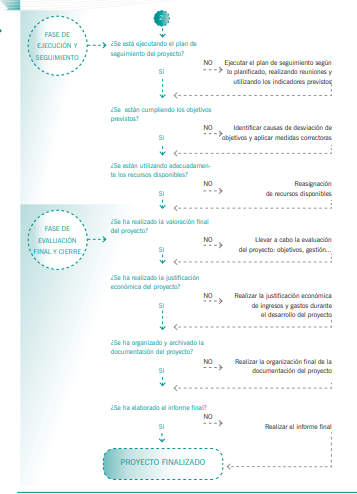 2
FASE DE
EJECUCIÓN Y
SEGUIMIENTO
¿Se está ejecutando el plan de
seguimiento del proyecto?
NO
Ejecutar el plan de seguimiento según
lo planificado, realizando reuniones y
utilizando los indicadores previstos
SI
¿Se están cumpliendo los objetivos
previstos?
NO
Identificar causas de desviación de
objetivos y aplicar medidas correctoras
SI
¿Se están utilizando adecuadamen-
te los recursos disponibles?
NO
Reasignación
de recursos disponibles
SI
FASE DE
EVALUACIÓN
FINAL Y CIERRE
¿Se ha realizado la valoración final
del proyecto?
NO
Llevar a cabo la evaluación
del proyecto: objetivos, gestión...
SI
¿Se ha realizado la justificación
económica del proyecto?
NO
Realizar la justificación económica
de ingresos y gastos durante
el desarrollo del proyecto
SI
¿Se ha organizado y archivado la
documentación del proyecto?
NO
Realizar la organización final de la
documentación del proyecto
SI
¿Se ha elaborado el informe final?
NO
Realizar el informe final
SI
PROYECTO FINALIZADO